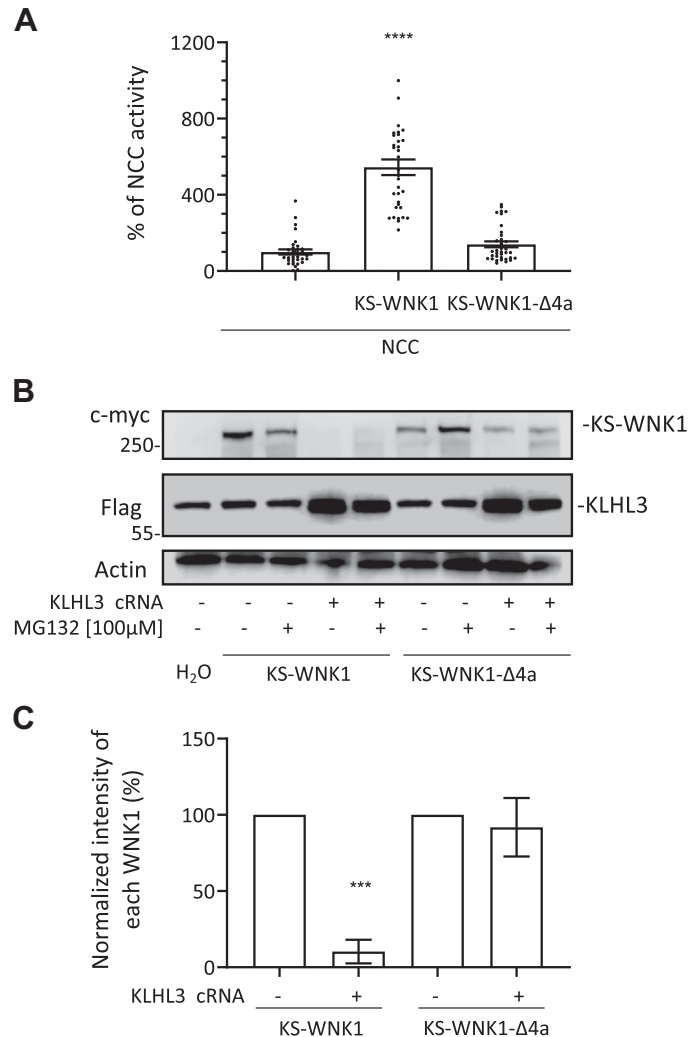 A
1200
800
400
0
% of NCC activity
****
KS-WNK1 KS-WNK1-Δ4a
NCC
B
c-myc
250-
-KS-WNK1
Flag
55-
-KLHL3
Actin
KLHL3 cRNA - - - + + - - + +
MG132 [100μM] - - + - + - + - +
H₂O KS-WNK1 KS-WNK1-Δ4a
C
150
100
50
0
Normalized intensity of
each WNK1 (%)
***
KLHL3 cRNA - + - +
KS-WNK1 KS-WNK1-Δ4a